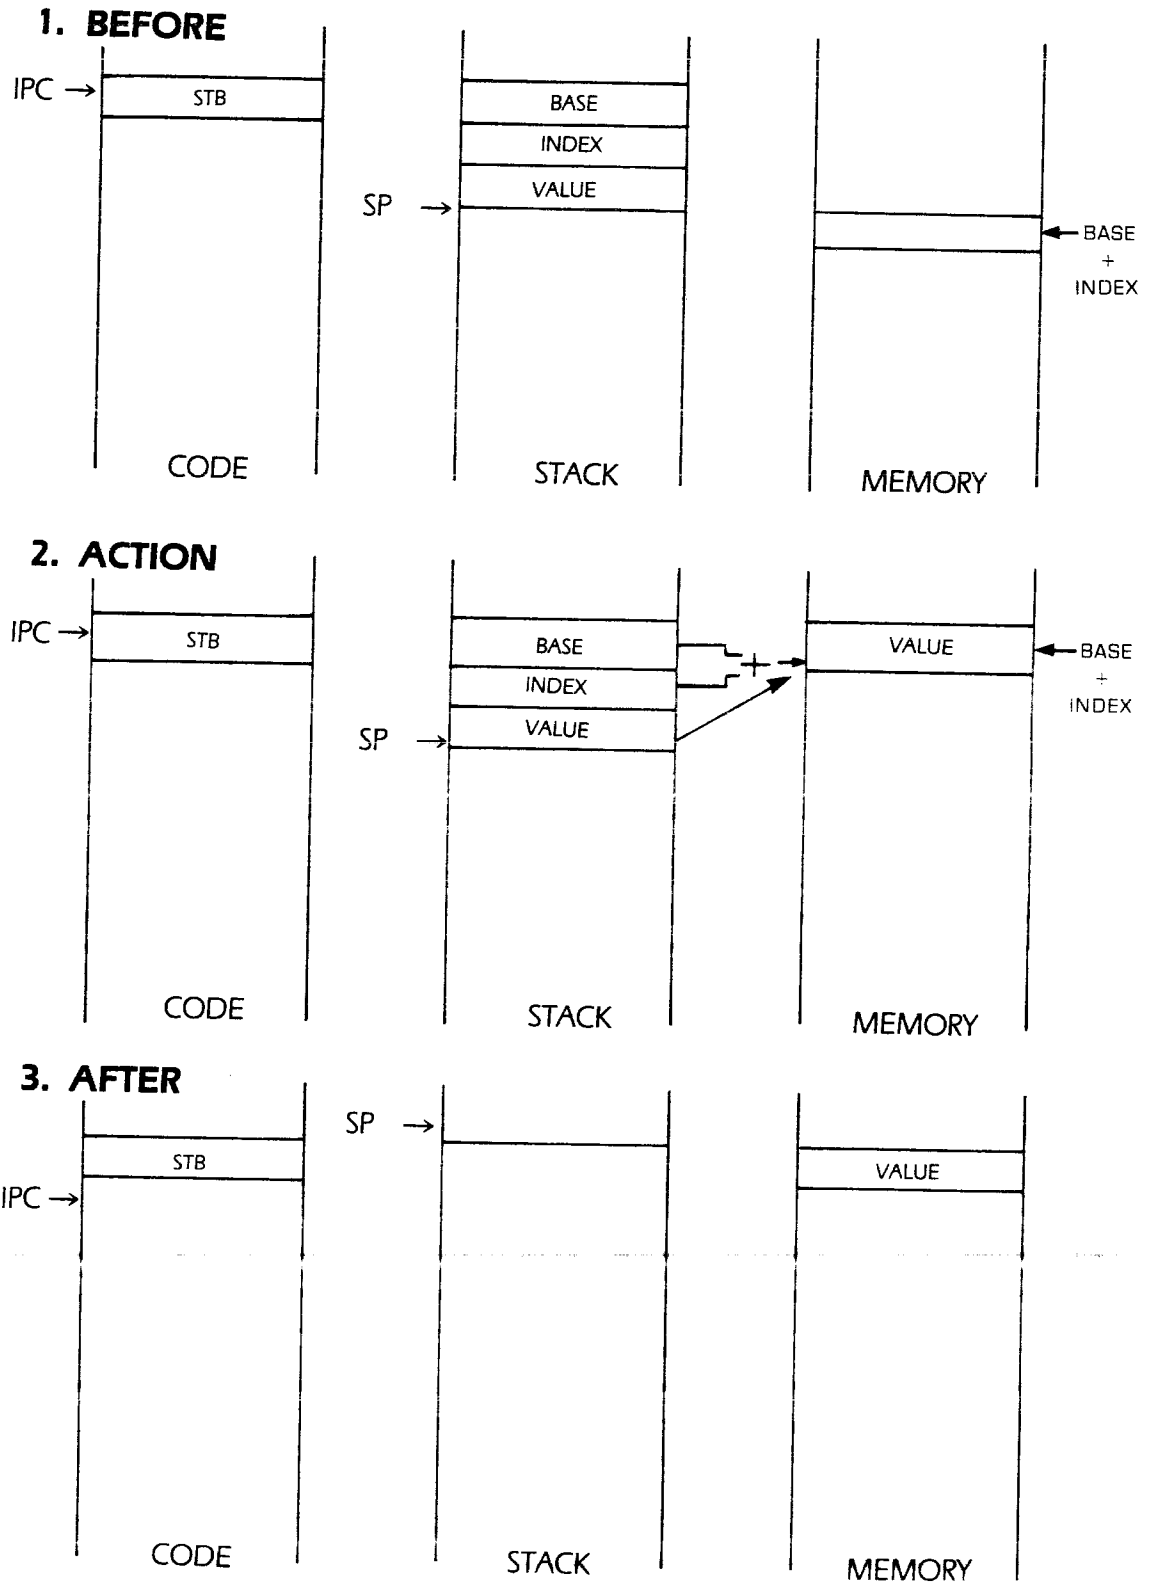 1. BEFORE
IPC
STB
BASE
INDEX
SP
VALUE
BASE
+
INDEX
CODE
STACK
MEMORY
2. ACTION
IPC
STB
BASE
INDEX
SP
VALUE
+
VALUE
BASE
+
INDEX
CODE
STACK
MEMORY
3. AFTER
SP
STB
VALUE
IPC
CODE
STACK
MEMORY